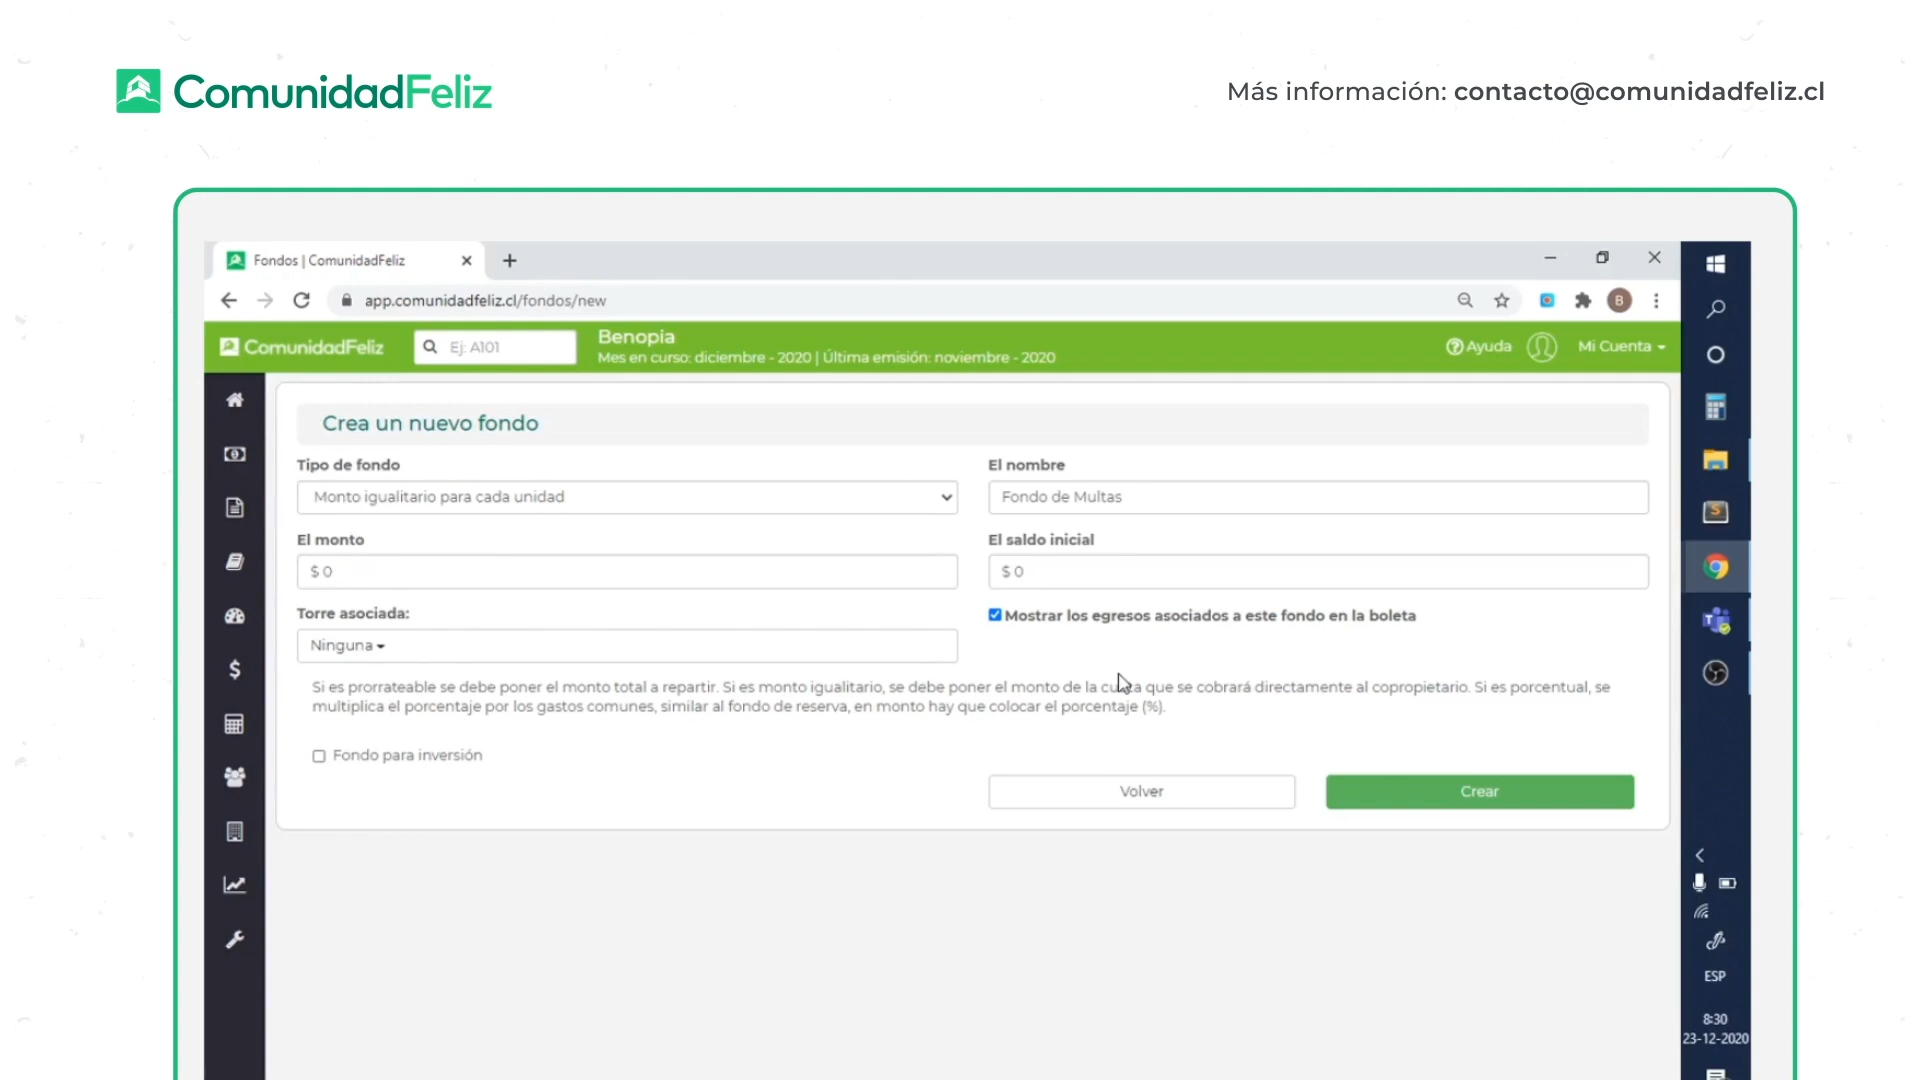 ComunidadFeliz
Más información: contacto@comunidadfeliz.cl
Fondos | ComunidadFeliz
app.comunidadfeliz.cl/fondos/new
B
ComunidadFeliz
Ej: A101
Benopia
Mes en curso: diciembre - 2020 | Última emisión: noviembre - 2020
Ayuda
Mi Cuenta
Crea un nuevo fondo
Tipo de fondo
El nombre
Monto igualitario para cada unidad
Fondo de Multas
El monto
El saldo inicial
$ 0
$ 0
Torre asociada:
Mostrar los egresos asociados a este fondo en la boleta
Ninguna
Si es prorrateable se debe poner el monto total a repartir. Si es monto igualitario, se debe poner el monto de la cuota que se cobrará directamente al copropietario. Si es porcentual, se
multiplica el porcentaje por los gastos comunes, similar al fondo de reserva, en monto hay que colocar el porcentaje (%).
Fondo para inversión
Volver
Crear
ESP
8:30
23-12-2020